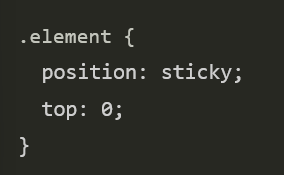 .element {
  position: sticky;
  top: 0;
}